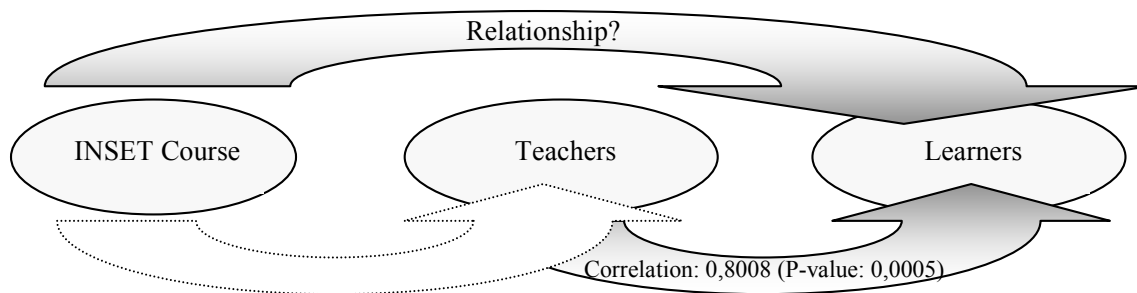 Relationship?
INSET Course
Teachers
Learners
Correlation: 0,8008 (P-value: 0,0005)